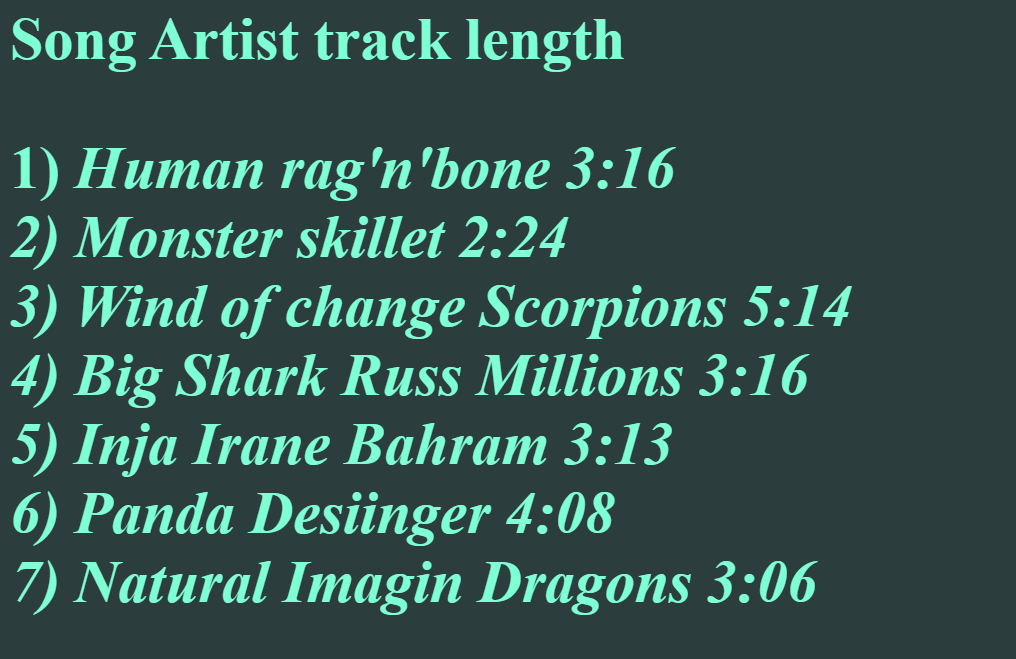 Song Artist track length
1) Human rag'n'bone 3:16
2) Monster skillet 2:24
3) Wind of change Scorpions 5:14
4) Big Shark Russ Millions 3:16
5) Inja Irane Bahram 3:13
6) Panda Desiinger 4:08
7) Natural Imagin Dragons 3:06